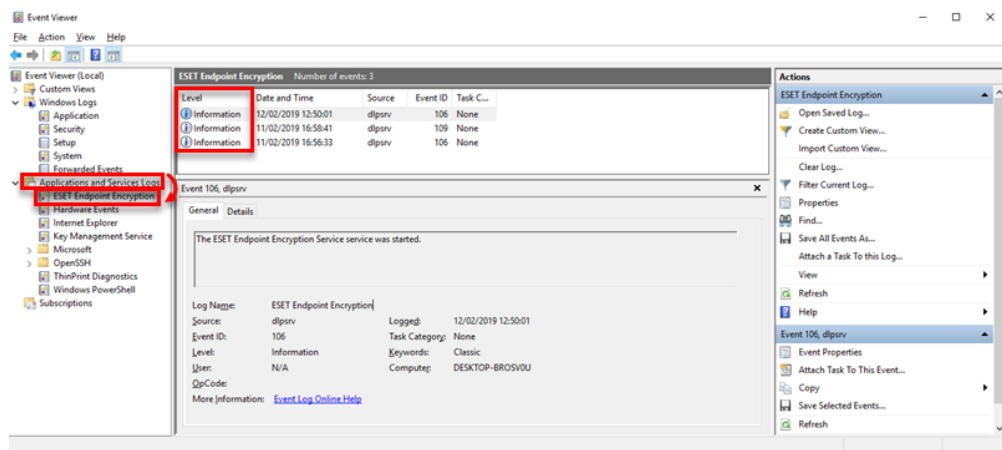 Event Viewer
File Action View Help
Event Viewer (Local)
Custom Views
Windows Logs
Application
Security
Setup
System
Forwarded Events
Applications and Services Logs
ESET Endpoint Encryption
Hardware Events
Internet Explorer
Key Management Service
Microsoft
OpenSSH
ThinPrint Diagnostics
Windows PowerShell
Subscriptions
ESET Endpoint Encryption Number of events: 3
Level Date and Time Source Event ID Task C...
Information 12/02/2019 12:50:01 dlpsrv 106 None
Information 11/02/2019 16:58:41 dlpsrv 109 None
Information 11/02/2019 16:56:33 dlpsrv 106 None
Event 106, dlpsrv
General Details
The ESET Endpoint Encryption Service service was started.
Log Name: ESET Endpoint Encryption
Source: dlpsrv Logged: 12/02/2019 12:50:01
Event ID: 106 Task Category: None
Level: Information Keywords: Classic
User: N/A Computer: DESKTOP-BROSV0U
OpCode:
More Information: Event Log Online Help
Actions
ESET Endpoint Encryption
Open Saved Log...
Create Custom View...
Import Custom View...
Clear Log...
Filter Current Log...
Properties
Find...
Save All Events As...
Attach a Task To this Log...
View
Refresh
Help
Event 106, dlpsrv
Event Properties
Attach Task To This Event...
Copy
Save Selected Events...
Refresh